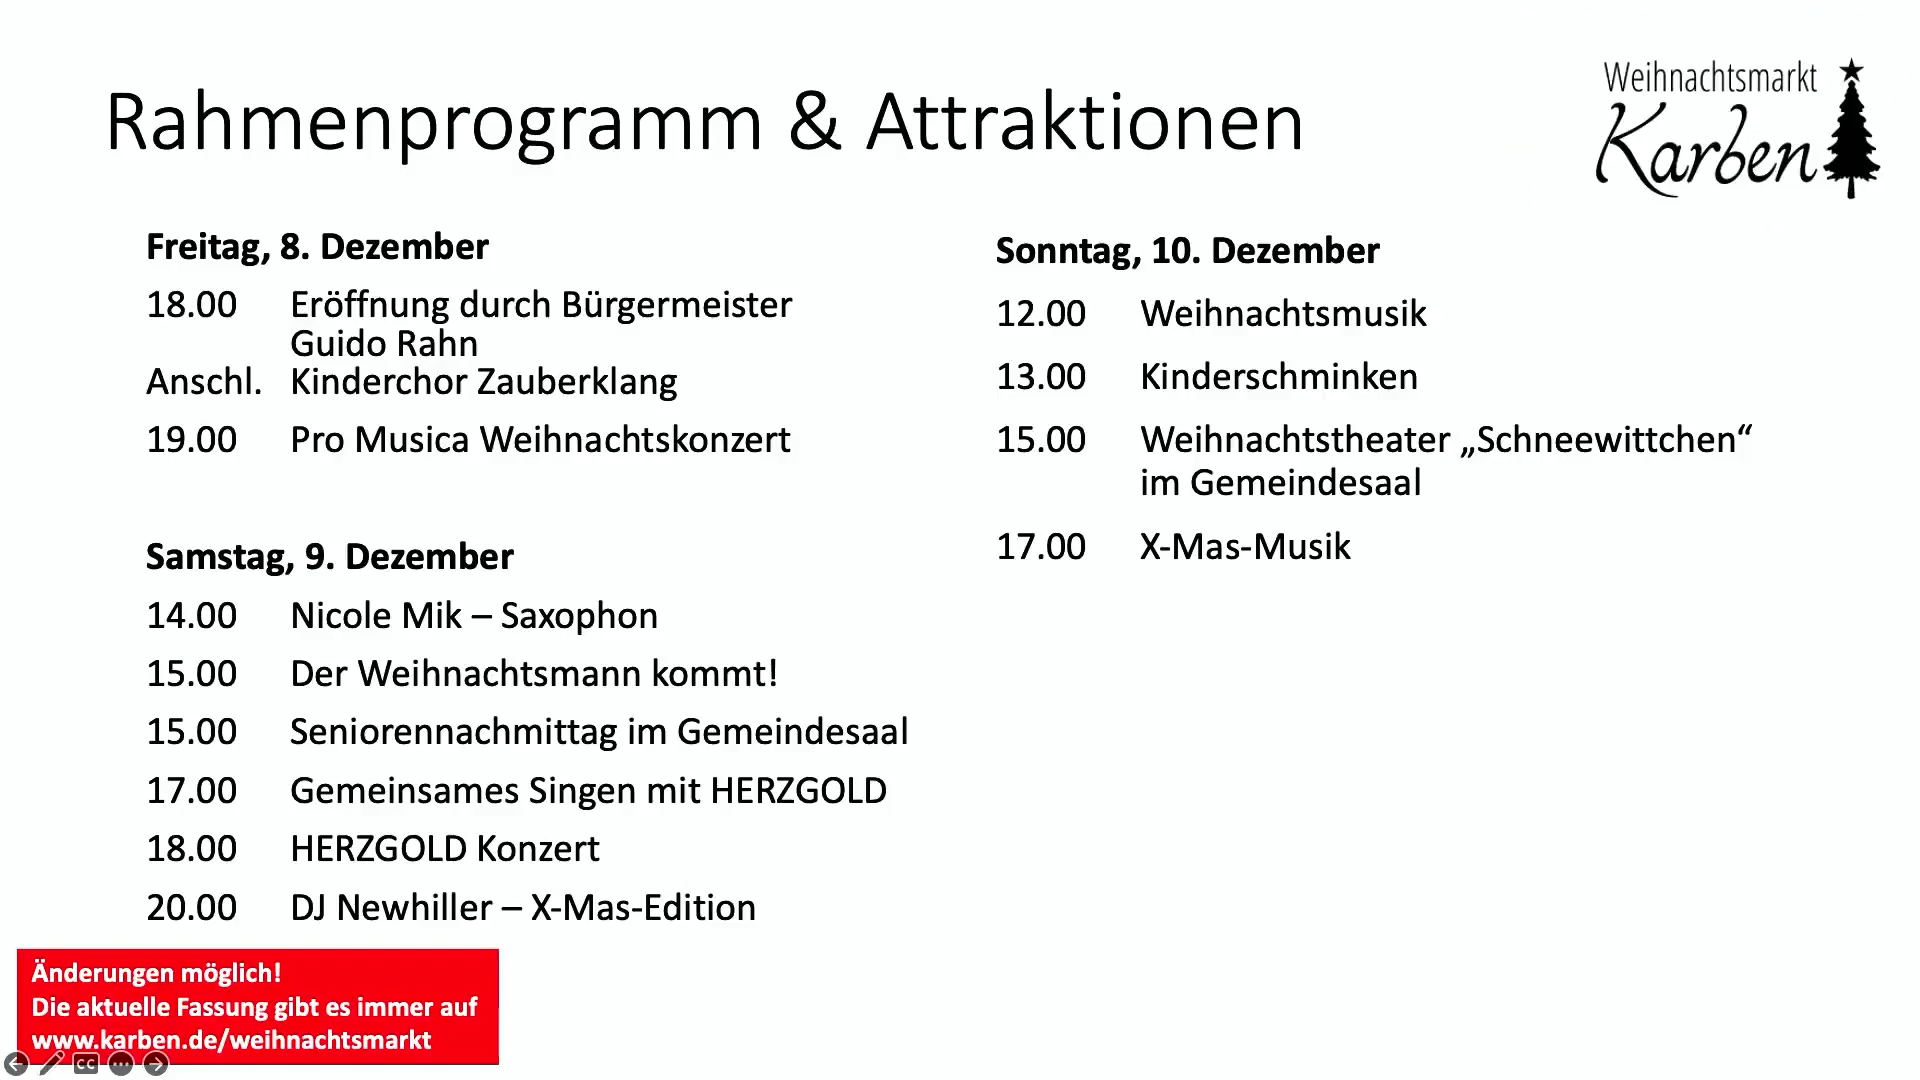 Rahmenprogramm & Attraktionen
Weihnachtsmarkt
Karben
Freitag, 8. Dezember
18.00 Eröffnung durch Bürgermeister
Guido Rahn
Anschl. Kinderchor Zauberklang
19.00 Pro Musica Weihnachtskonzert
Samstag, 9. Dezember
14.00 Nicole Mik – Saxophon
15.00 Der Weihnachtsmann kommt!
15.00 Seniorennachmittag im Gemeindesaal
17.00 Gemeinsames Singen mit HERZGOLD
18.00 HERZGOLD Konzert
20.00 DJ Newhiller – X-Mas-Edition
Sonntag, 10. Dezember
12.00 Weihnachtsmusik
13.00 Kinderschminken
15.00 Weihnachtstheater „Schneewittchen“
im Gemeindesaal
17.00 X-Mas-Musik
Änderungen möglich!
Die aktuelle Fassung gibt es immer auf
www.karben.de/weihnachtsmarkt
CC